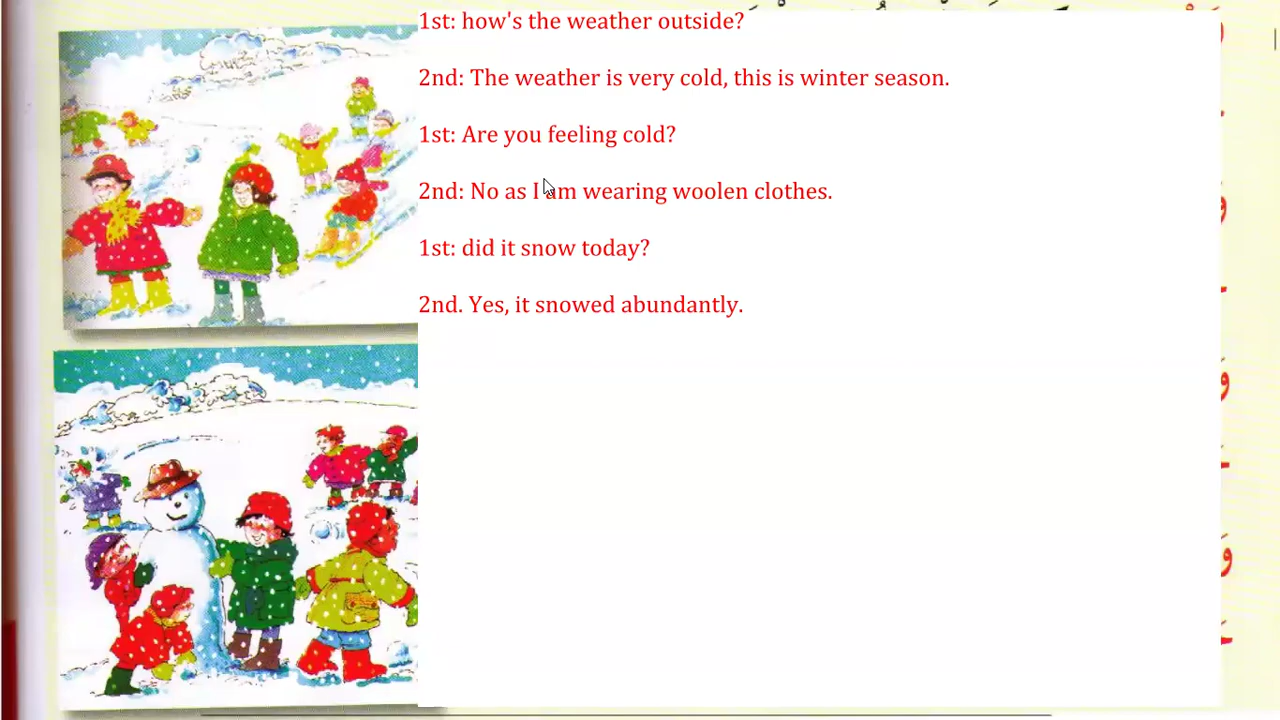 1st: how's the weather outside?
2nd: The weather is very cold, this is winter season.
1st: Are you feeling cold?
2nd: No as I am wearing woolen clothes.
1st: did it snow today?
2nd. Yes, it snowed abundantly.